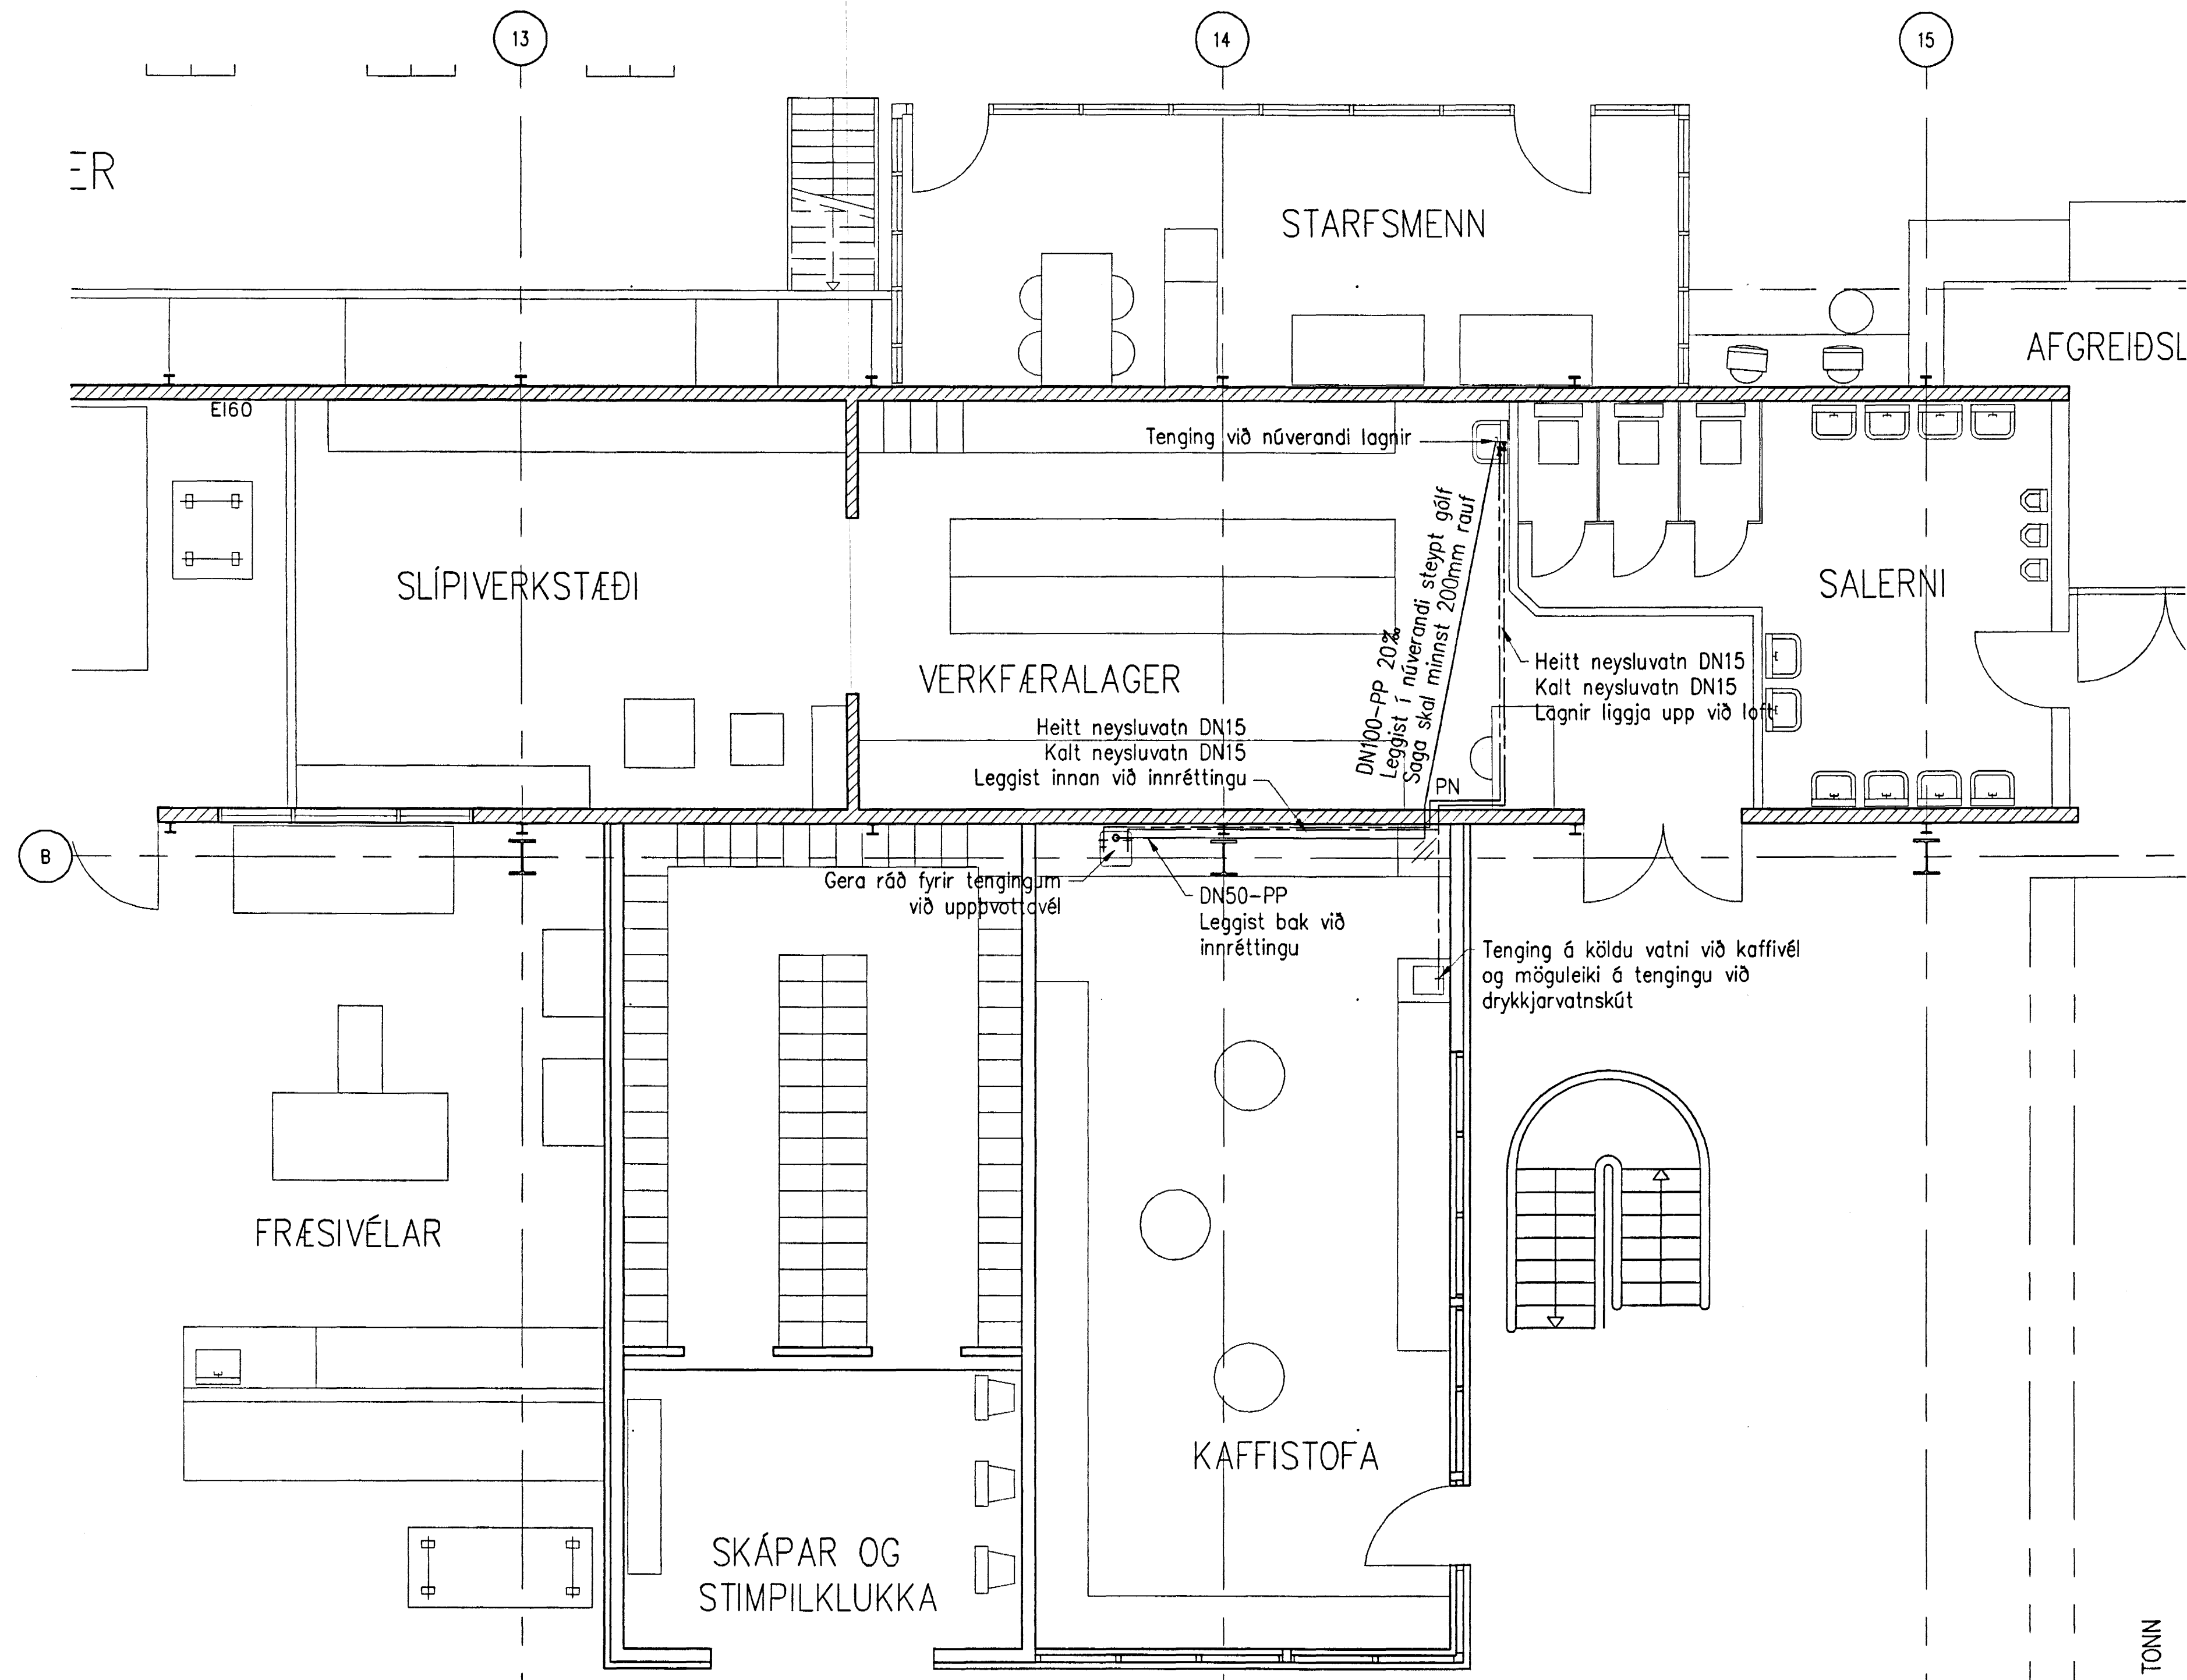 13
14
15
ER
STARFSMENN
AFGREIÐSL
EI60
Tenging við núverandi lagnir
SLÍPIVERKSTÆÐI
VERKFÆRALAGER
SALERNI
DN100-PP 20‰
Leggist í núverandi steypt gólf
Saga skal minnst 200mm rauf
Heitt neysluvatn DN15
Kalt neysluvatn DN15
Lagnir liggja upp við loft
Heitt neysluvatn DN15
Kalt neysluvatn DN15
Leggist innan við innréttingu
PN
B
Gera ráð fyrir tengingum
við uppþvottavél
DN50-PP
Leggist bak við
innréttingu
Tenging á köldu vatni við kaffivél
og möguleiki á tengingu við
drykkjarvatnskút
FRÆSIVÉLAR
KAFFISTOFA
SKÁPAR OG
STIMPILKLUKKA
TONN